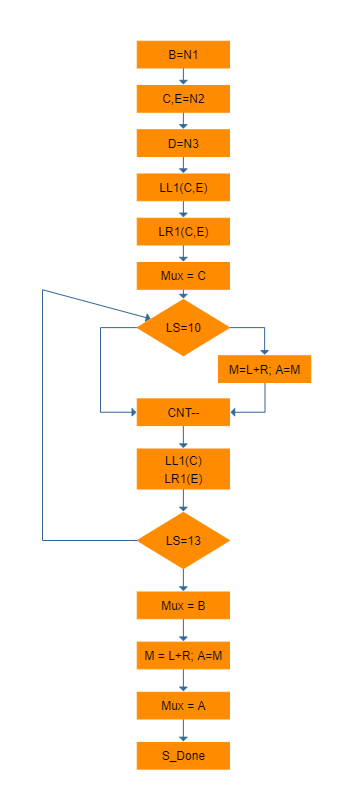 B=N1
C,E=N2
D=N3
LL1(C,E)
LR1(C,E)
Mux = C
LS=10
M=L+R; A=M
CNT--
LL1(C)
LR1(E)
LS=13
Mux = B
M = L+R; A=M
Mux = A
S_Done